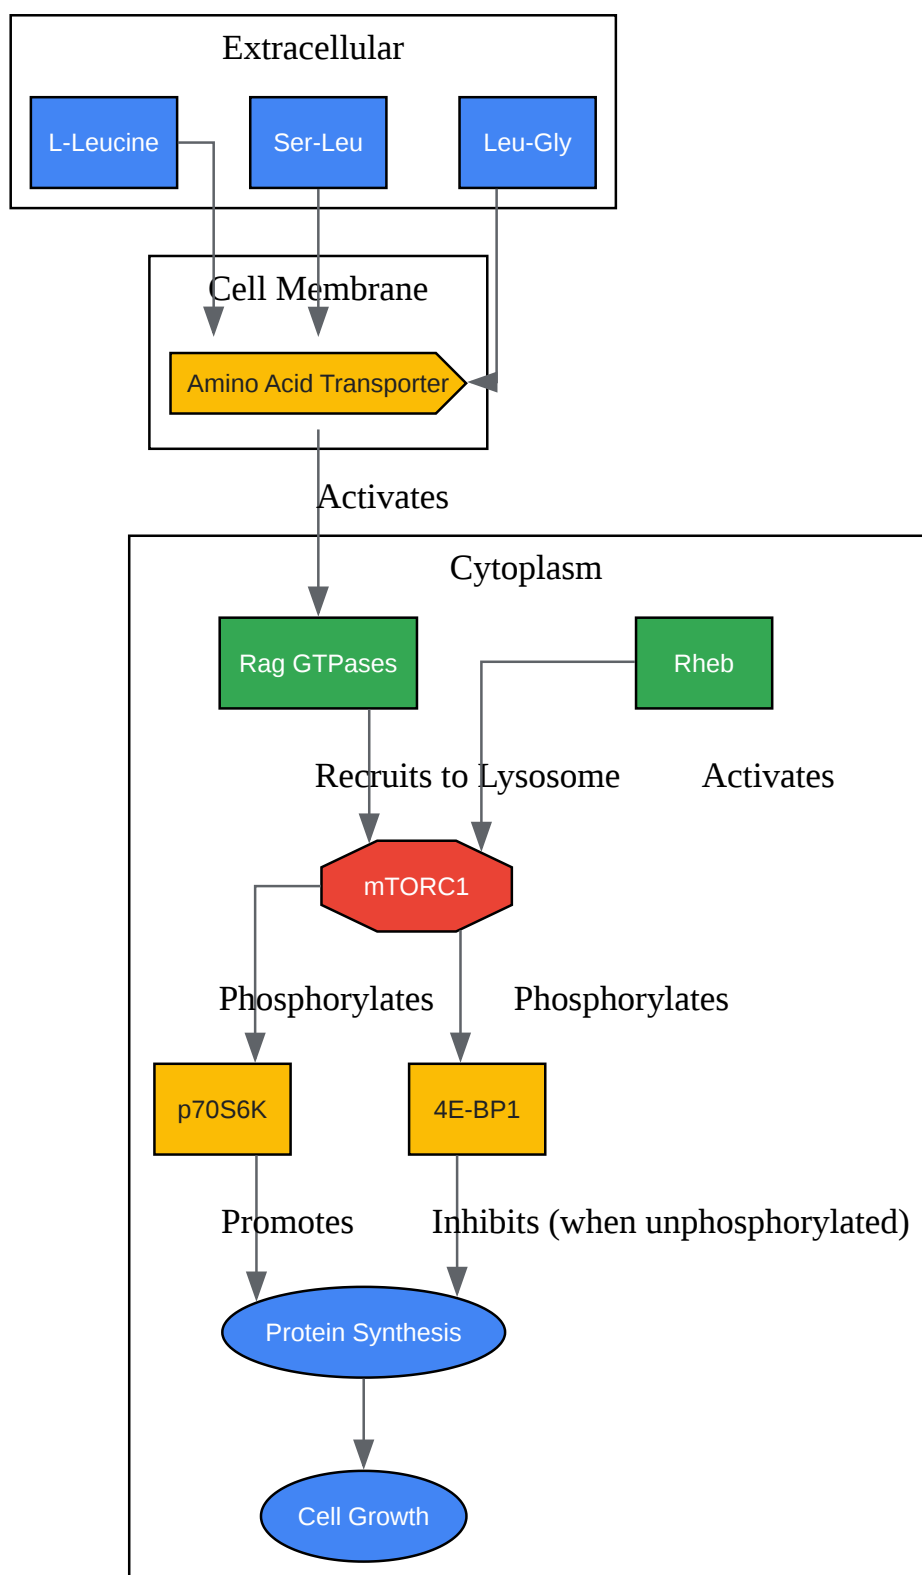 Extracellular
L-Leucine
Ser-Leu
Leu-Gly
Cell Membrane
Amino Acid Transporter
Activates
Cytoplasm
Rag GTPases
Rheb
Recruits to Lysosome
Activates
mTORC1
Phosphorylates
Phosphorylates
p70S6K
4E-BP1
Promotes
Inhibits (when unphosphorylated)
Protein Synthesis
Cell Growth